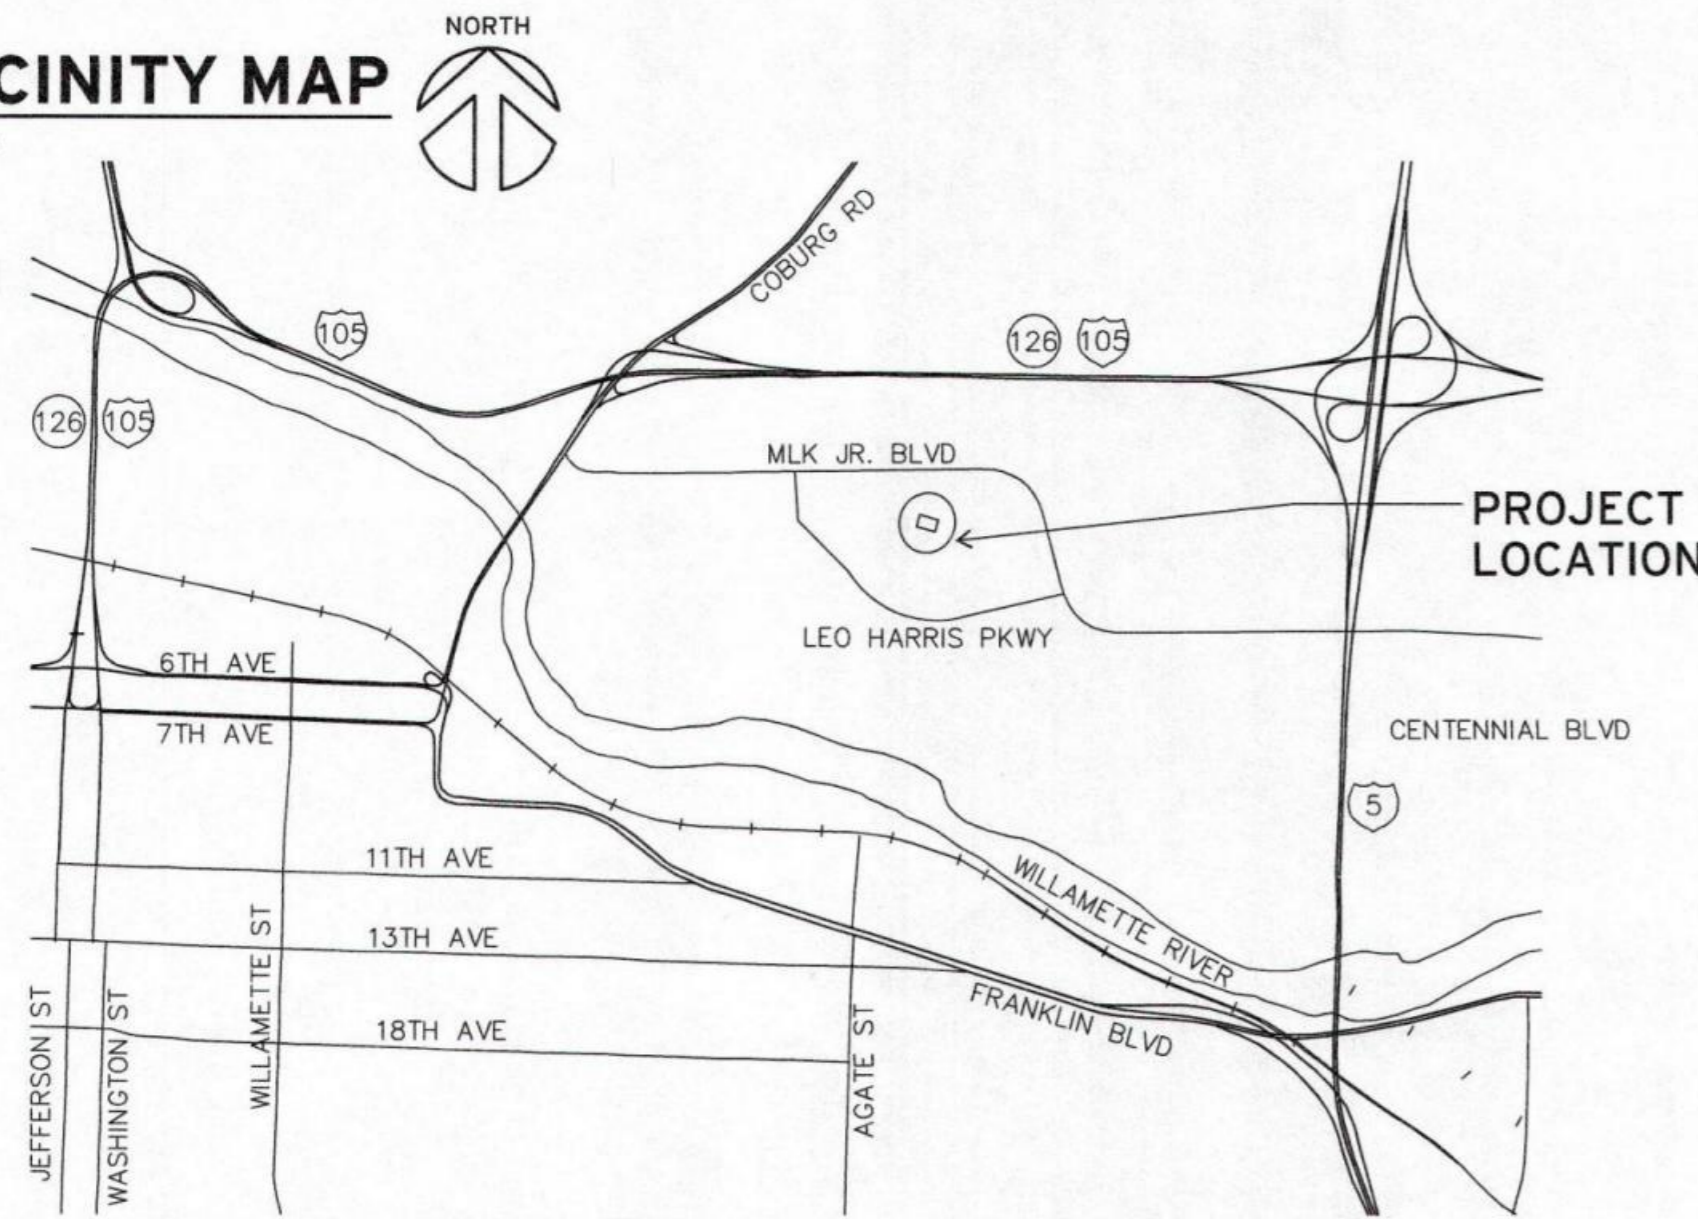 NORTH
CINITY MAP
COBURG RD
105
126 105
126 105
MLK JR. BLVD
PROJECT
LOCATION
LEO HARRIS PKWY
6TH AVE
7TH AVE
CENTENNIAL BLVD
5
11TH AVE
WILLAMETTE RIVER
13TH AVE
WILLAMETTE ST
FRANKLIN BLVD
JEFFERSON ST
WASHINGTON ST
18TH AVE
AGATE ST